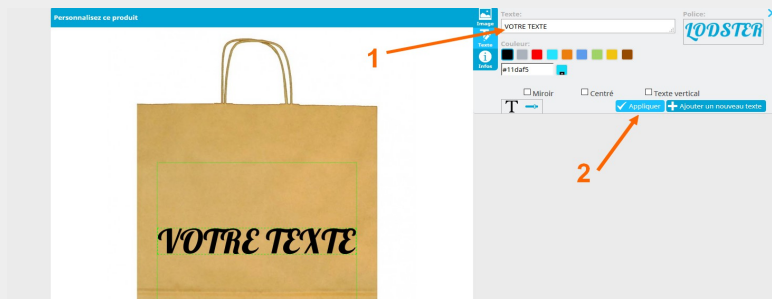 Personnalisez ce produit
Image
Texte
Infos
Texte:
VOTRE TEXTE
Police:
LODSTER
Couleur:
#11daf5
Miroir
Centré
Texte vertical
T
Appliquer
Ajouter un nouveau texte
1
2
VOTRE TEXTE